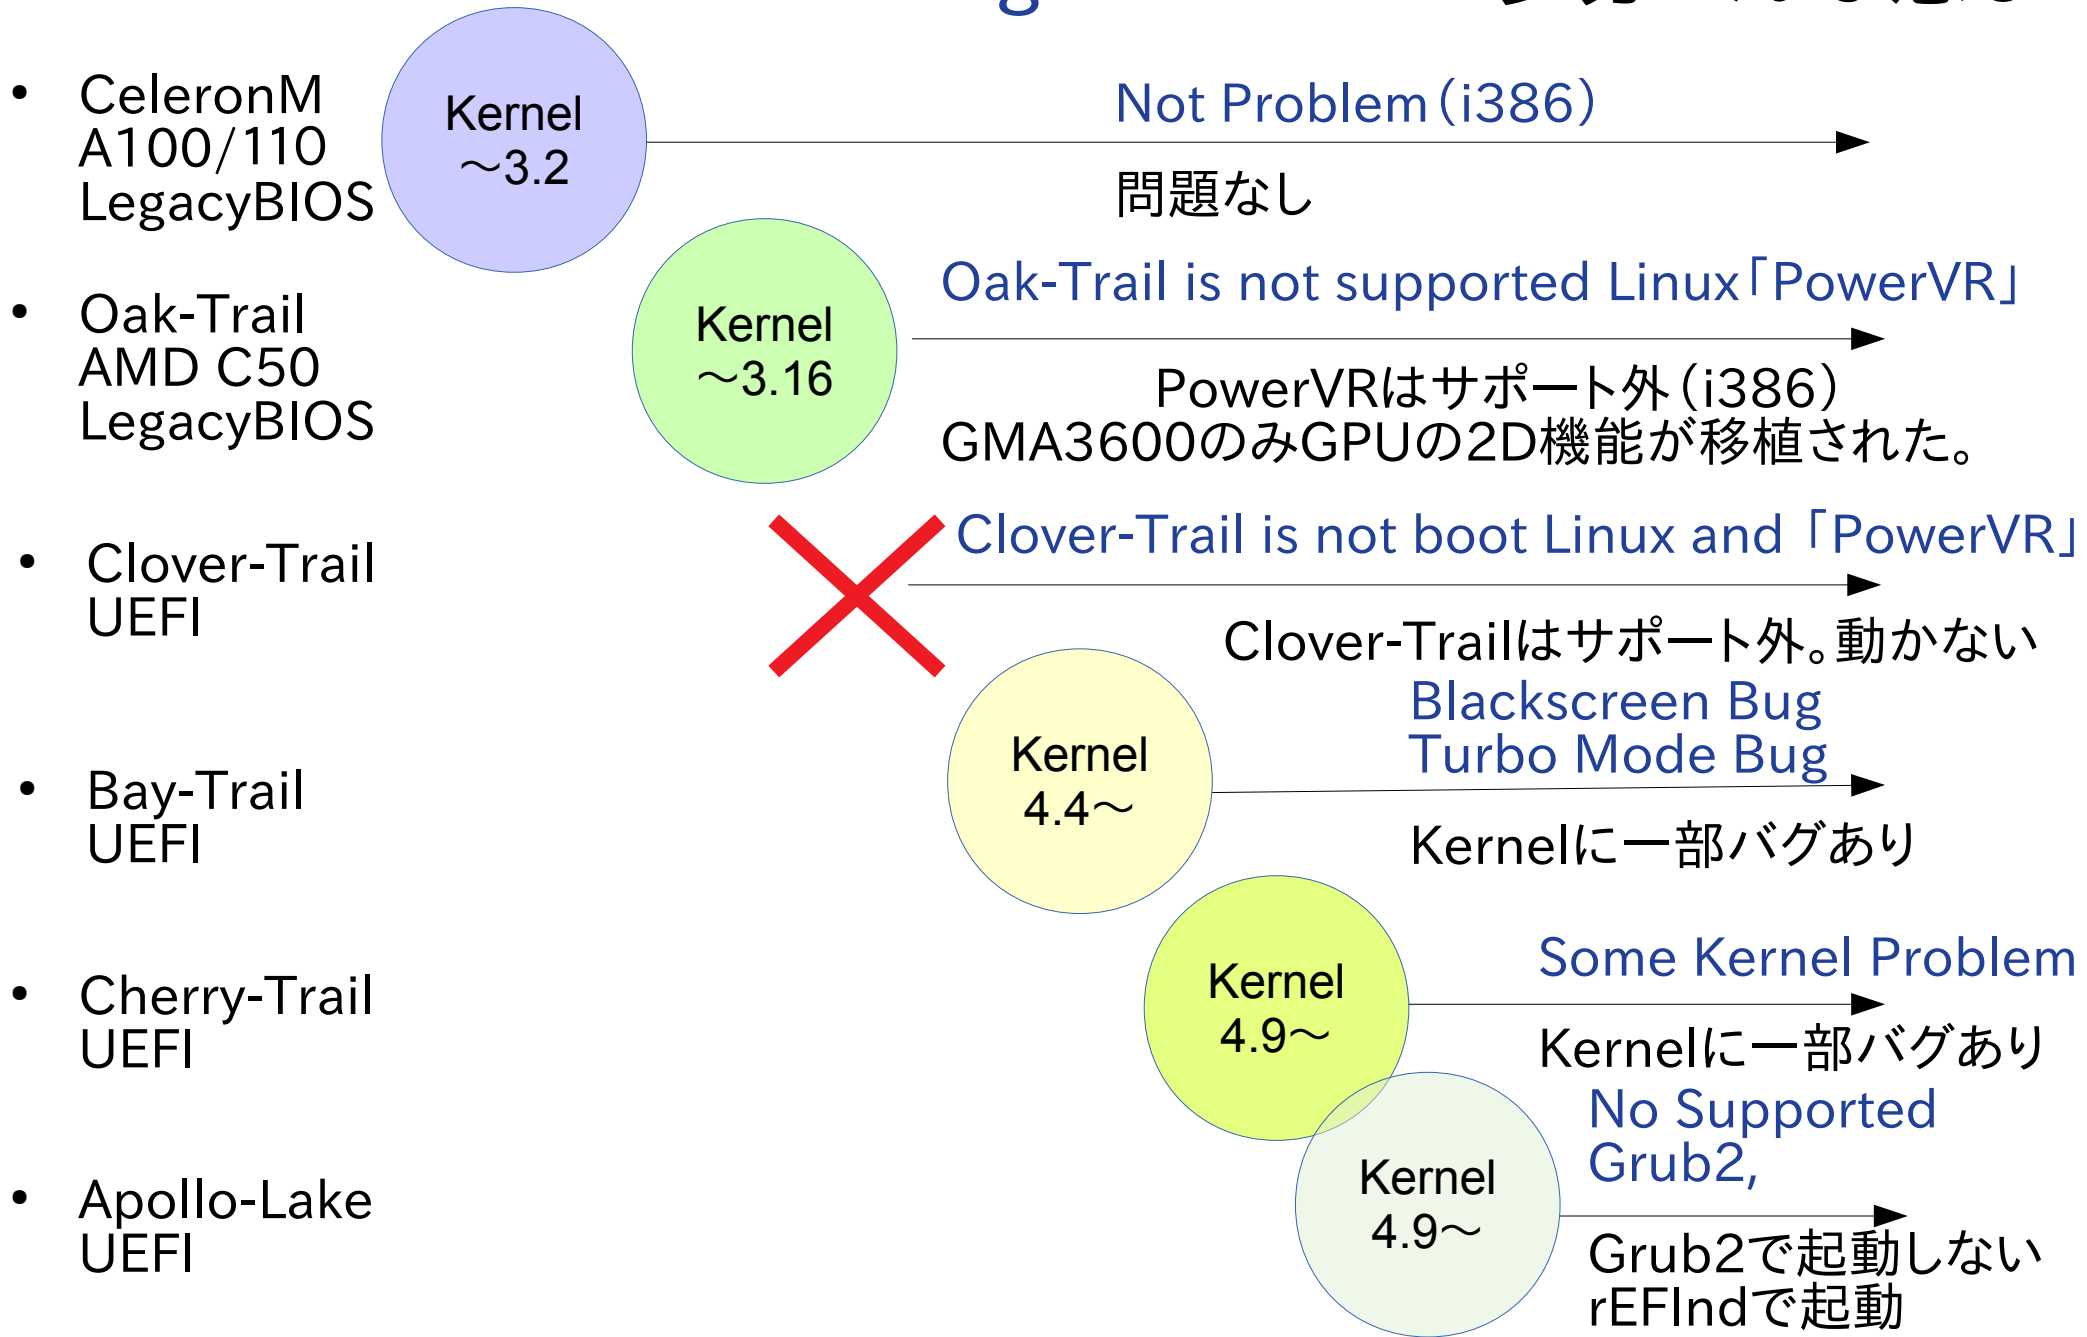 • CeleronM
A100/110
LegacyBIOS
Kernel
～3.2
Not Problem（i386）
問題なし
• Oak-Trail
AMD C50
LegacyBIOS
Kernel
～3.16
Oak-Trail is not supported Linux「PowerVR」
PowerVRはサポート外（i386）
GMA3600のみGPUの2D機能が移植された。
• Clover-Trail
UEFI
Clover-Trail is not boot Linux and 「PowerVR」
Clover-Trailはサポート外。動かない
• Bay-Trail
UEFI
Kernel
4.4～
Blackscreen Bug
Turbo Mode Bug
Kernelに一部バグあり
• Cherry-Trail
UEFI
Kernel
4.9～
Some Kernel Problem
Kernelに一部バグあり
• Apollo-Lake
UEFI
Kernel
4.9～
No Supported
Grub2,
Grub2で起動しない
rEFIndで起動